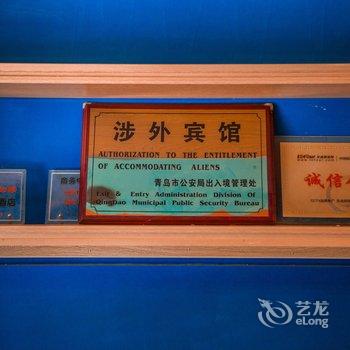 涉外宾馆
AUTHORIZATION TO THE ENTITLEMENT
OF ACCOMMODATING ALIENS
青岛市公安局出入境管理处
Exit & Entry Administration Division Of
QingDao Municipal Public Security Bureau
诚信
艺龙
eLong